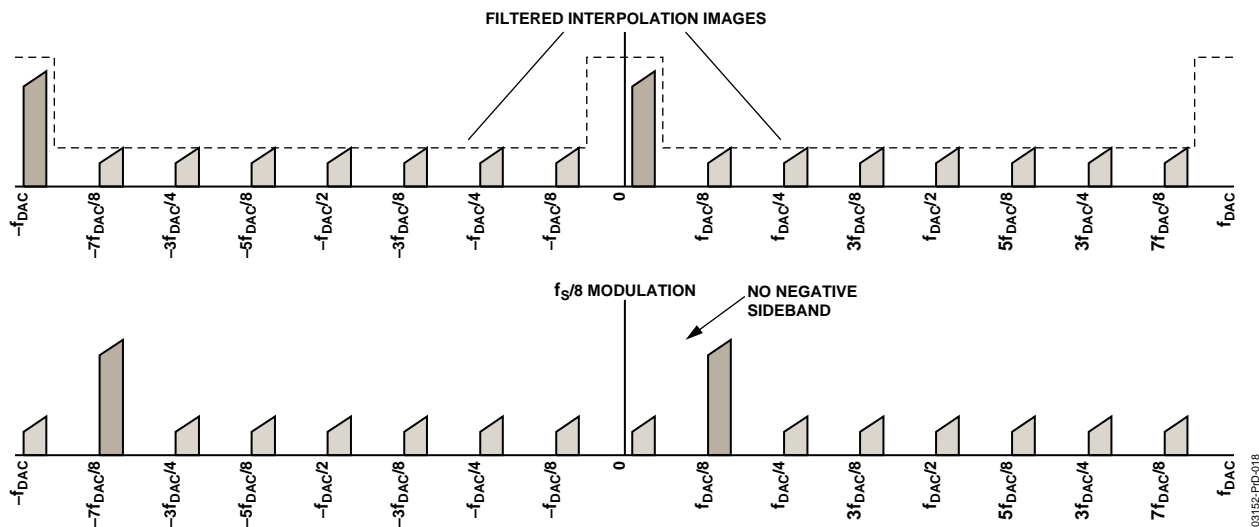 FILTERED INTERPOLATION IMAGES
–fDAC
–7fDAC/8
–3fDAC/4
–5fDAC/8
–fDAC/2
–3fDAC/8
–fDAC/4
–fDAC/8
0
fDAC/8
fDAC/4
3fDAC/8
fDAC/2
5fDAC/8
3fDAC/4
7fDAC/8
fDAC
fS/8 MODULATION
NO NEGATIVE
SIDEBAND
–fDAC
–7fDAC/8
–3fDAC/4
–5fDAC/8
–fDAC/2
–3fDAC/8
–fDAC/4
–fDAC/8
0
fDAC/8
fDAC/4
3fDAC/8
fDAC/2
5fDAC/8
3fDAC/4
7fDAC/8
fDAC
03152-PrD-018